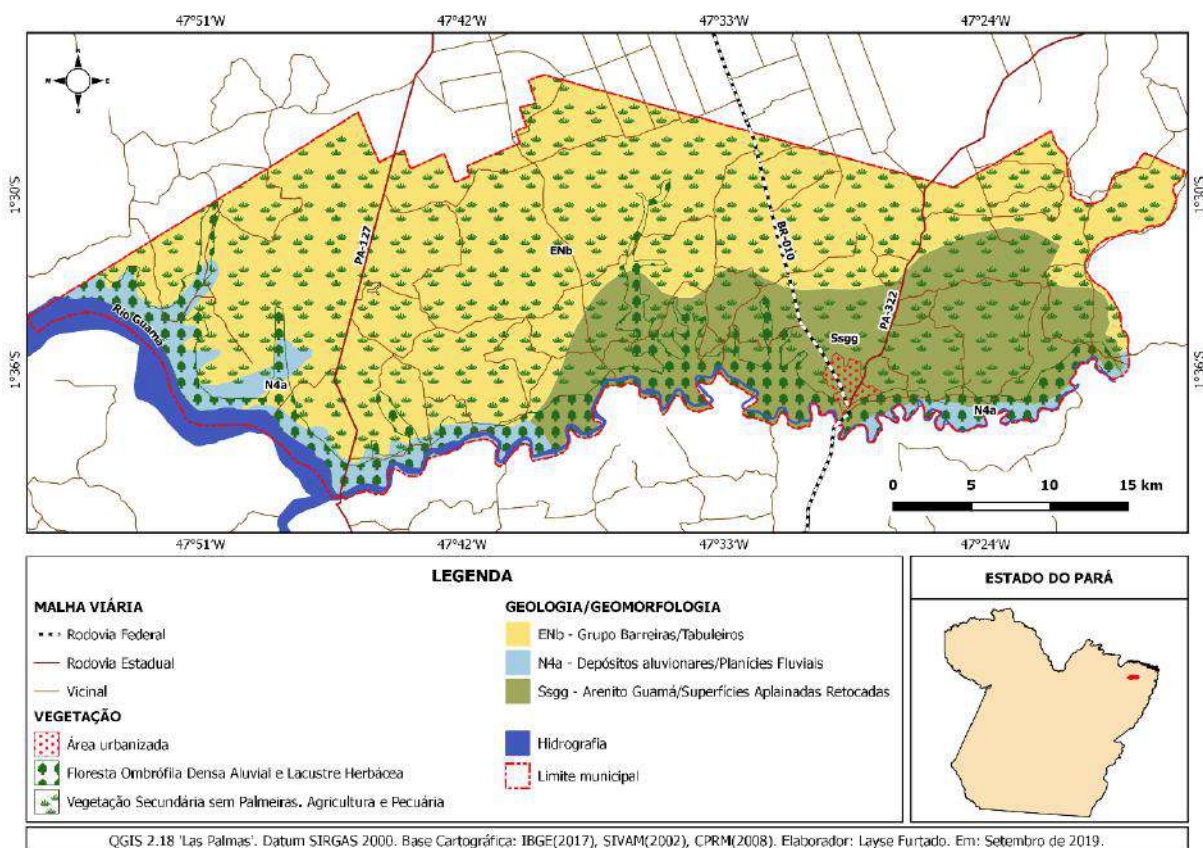 47°51'W 47°42'W 47°33'W 47°24'W
N
W E
S
1°30'S 1°30'S
PA-127
BR-010
ENb
PA-322
Rio Guama
Ssgg
1°36'S 1°36'S
N4a
N4a
0 5 10 15 km
47°51'W 47°42'W 47°33'W 47°24'W
LEGENDA
MALHA VIÁRIA
Rodovia Federal
Rodovia Estadual
Vicinal
VEGETAÇÃO
Área urbanizada
Floresta Ombrófila Densa Aluvial e Lacustre Herbácea
Vegetação Secundária sem Palmeiras. Agricultura e Pecuária
GEOLOGIA/GEOMORFOLOGIA
ENb - Grupo Barreiras/Tabuleiros
N4a - Depósitos aluvionares/Planícies Fluviais
Ssgg - Arenito Guamá/Superfícies Aplainadas Retocadas
Hidrografia
Limite municipal
ESTADO DO PARÁ
QGIS 2.18 'Las Palmas'. Datum SIRGAS 2000. Base Cartográfica: IBGE(2017), SIVAM(2002), CPRM(2008). Elaborador: Layse Furtado. Em: Setembro de 2019.